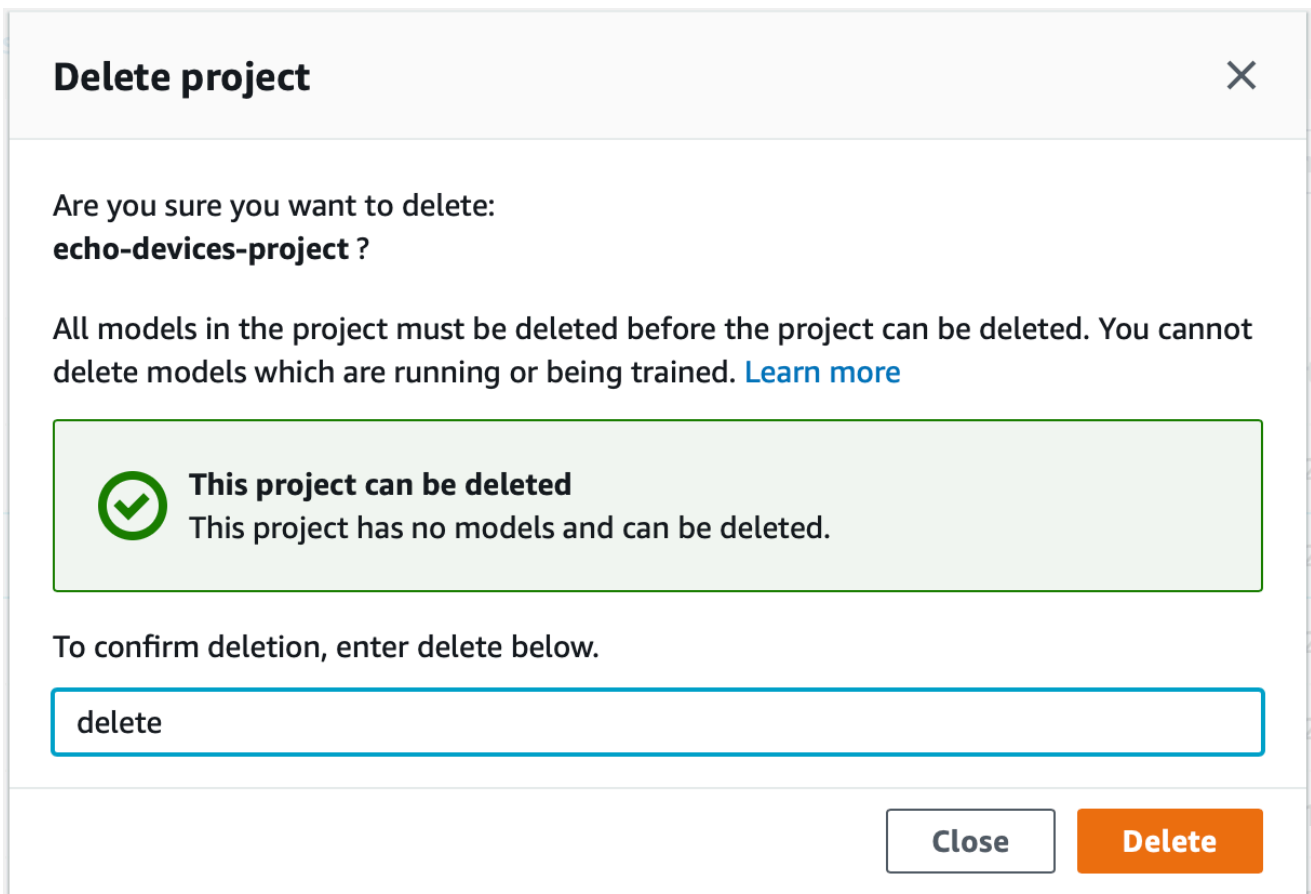 Delete project
Are you sure you want to delete:
echo-devices-project ?
All models in the project must be deleted before the project can be deleted. You cannot
delete models which are running or being trained. Learn more
This project can be deleted
This project has no models and can be deleted.
To confirm deletion, enter delete below.
delete
Close
Delete